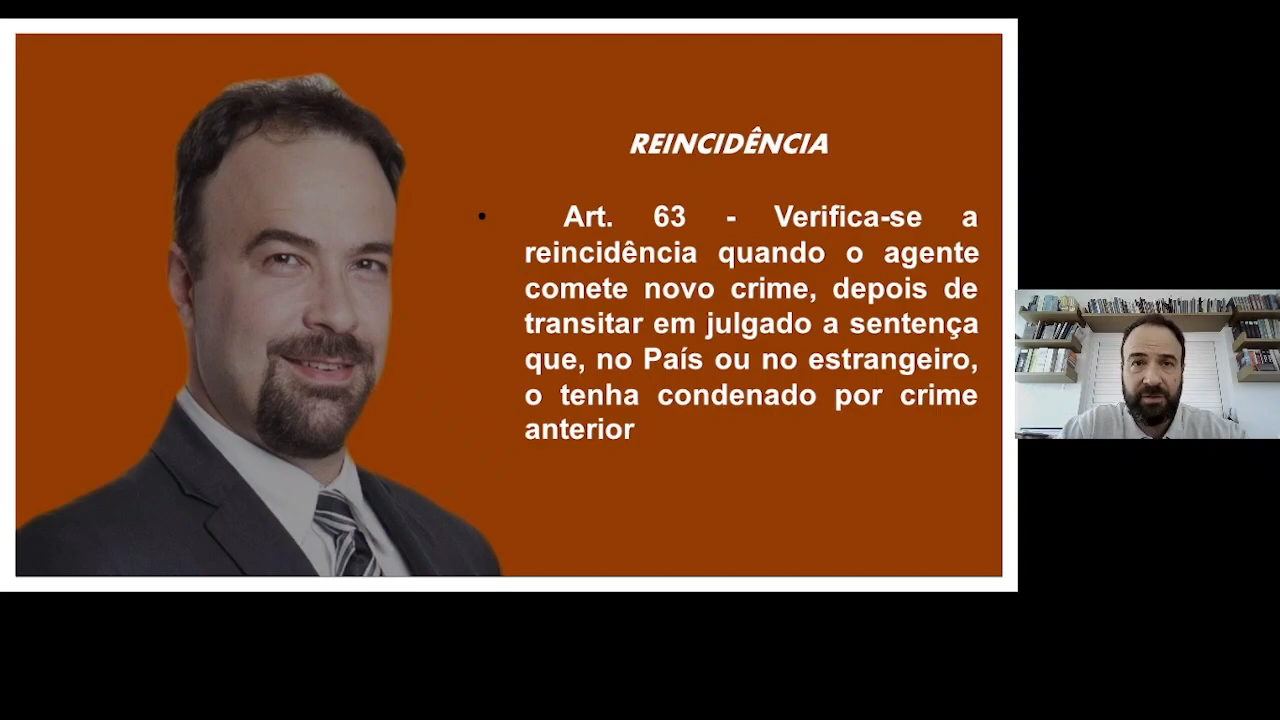 REINCIDÊNCIA
• Art. 63 - Verifica-se a
reincidência quando o agente
comete novo crime, depois de
transitar em julgado a sentença
que, no País ou no estrangeiro,
o tenha condenado por crime
anterior